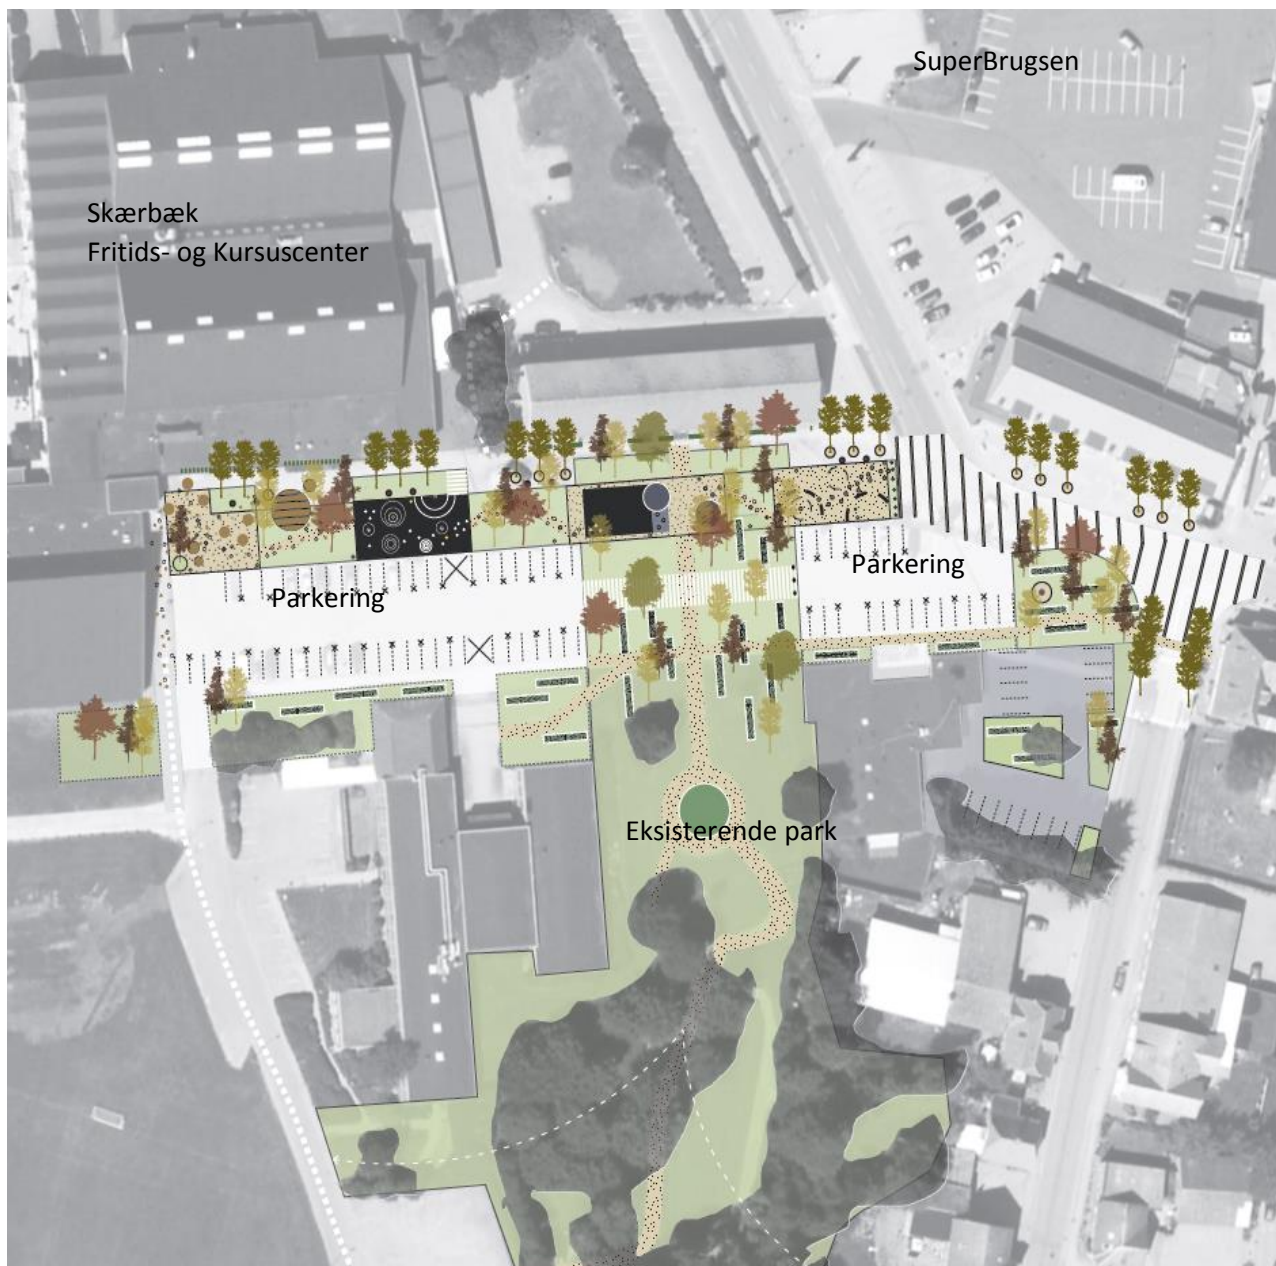 SuperBrugsen
Skærbæk
Fritids- og Kursuscenter
Parkering
Parkering
Eksisterende park